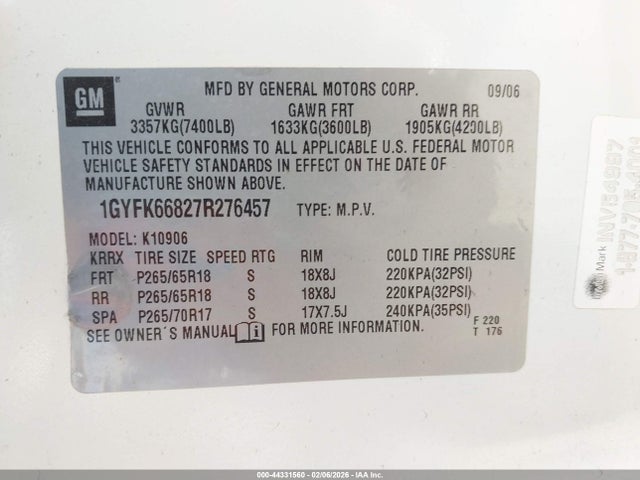 GM
MFD BY GENERAL MOTORS CORP. 09/06
GVWR GAWR FRT GAWR RR
3357KG(7400LB) 1633KG(3600LB) 1905KG(4200LB)
THIS VEHICLE CONFORMS TO ALL APPLICABLE U.S. FEDERAL MOTOR
VEHICLE SAFETY STANDARDS IN EFFECT ON THE DATE OF
MANUFACTURE SHOWN ABOVE.
1GYFK66827R276457 TYPE: M.P.V.
MODEL: K10906
KRRX TIRE SIZE SPEED RTG RIM COLD TIRE PRESSURE
FRT P265/65R18 S 18X8J 220KPA(32PSI)
RR P265/65R18 S 18X8J 220KPA(32PSI)
SPA P265/70R17 S 17X7.5J 240KPA(35PSI)
SEE OWNER´S MANUAL FOR MORE INFORMATION.
F 220
T 176
Mark
000-44331560 - 02/06/2026 - IAA Inc.